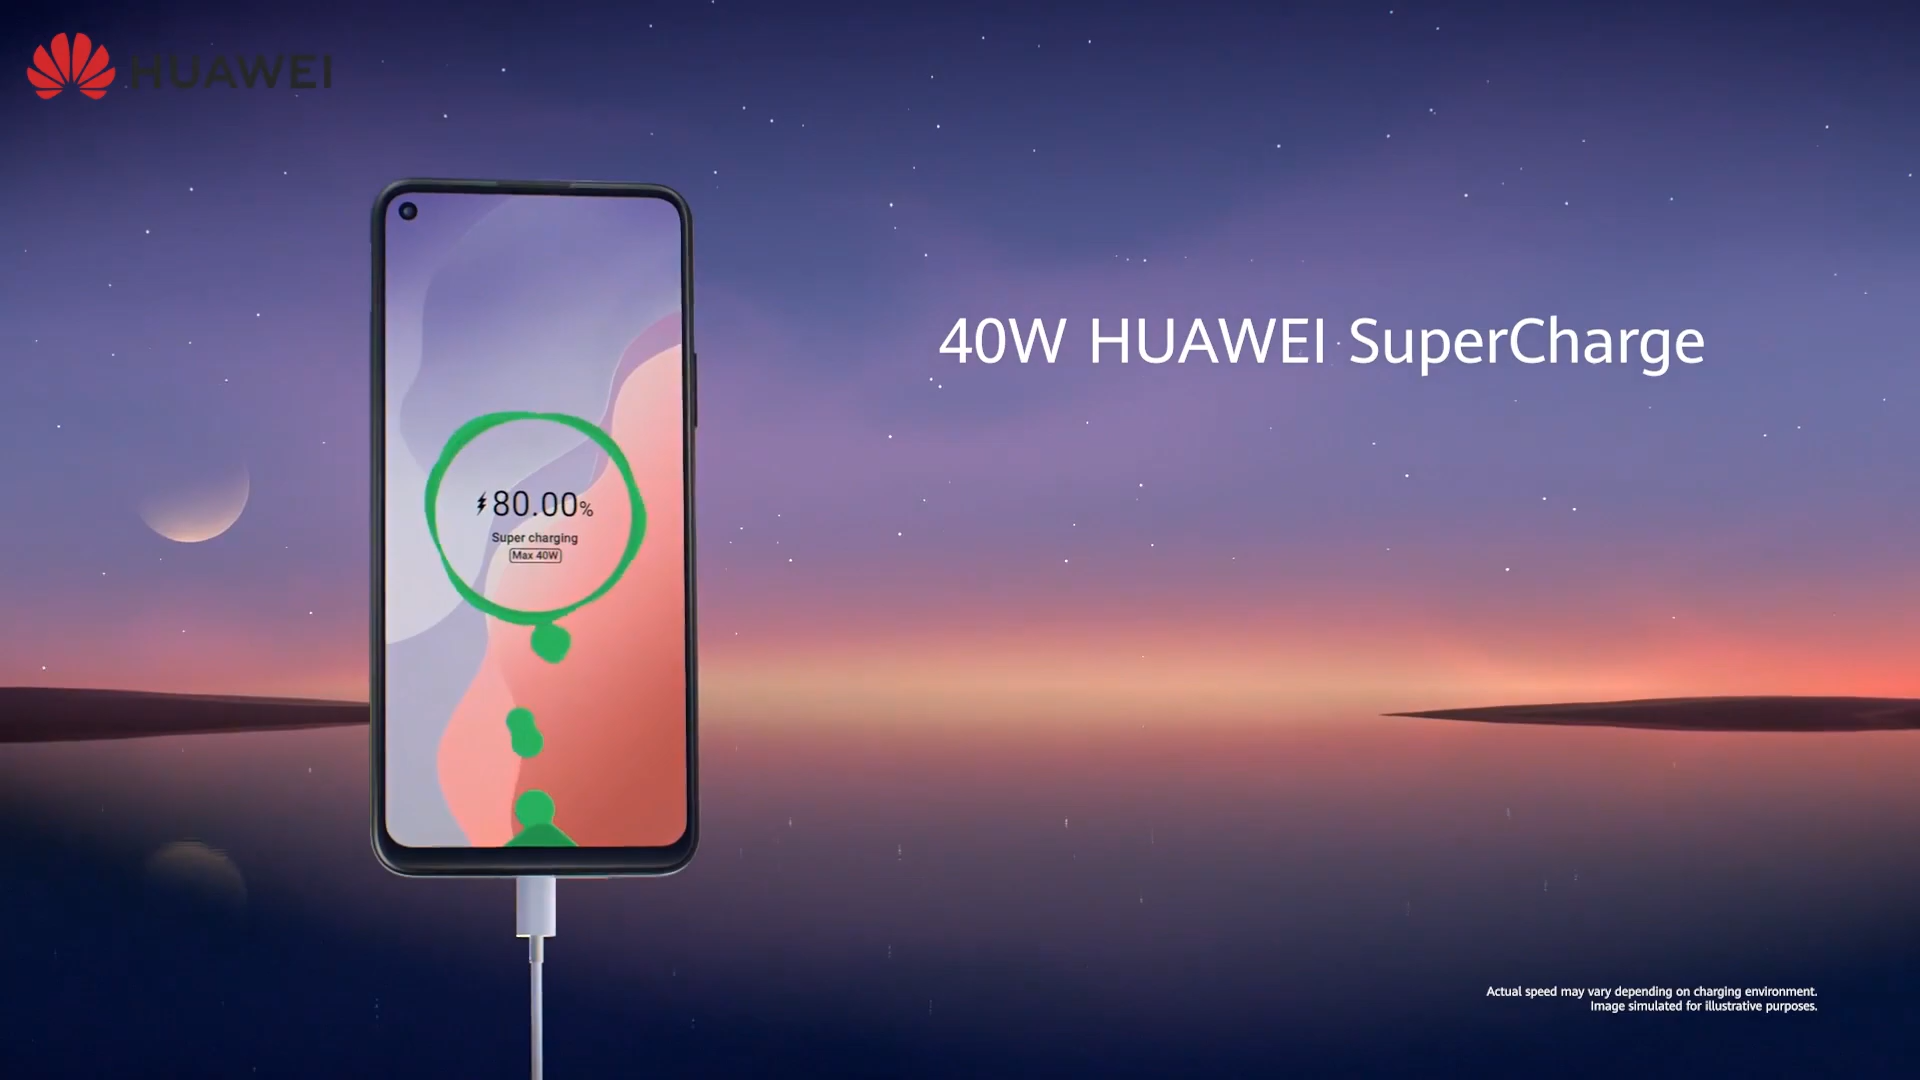 HUAWEI
40W HUAWEI SuperCharge
80.00%
Super charging
Max 40W
Actual speed may vary depending on charging environment.
Image simulated for illustrative purposes.